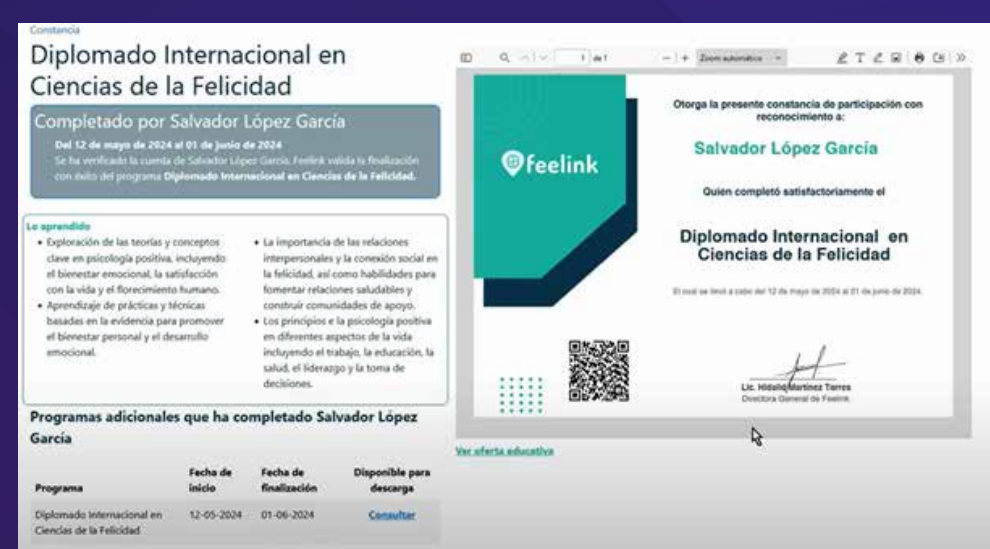 Constancia
Diplomado Internacional en
Ciencias de la Felicidad
Completado por Salvador López García
Del 12 de mayo de 2024 al 01 de junio de 2024
Se ha verificado la cuenta de Salvador López García. Feelink valida la finalización
con éxito del programa Diplomado Internacional en Ciencias de la Felicidad.
Lo aprendido
• Exploración de las teorías y conceptos
clave en psicología positiva, incluyendo
el bienestar emocional, la satisfacción
con la vida y el florecimiento humano.
• Aprendizaje de prácticas y técnicas
basadas en la evidencia para promover
el bienestar personal y el desarrollo
emocional.
• La importancia de las relaciones
interpersonales y la conexión social en
la felicidad, así como habilidades para
fomentar relaciones saludables y
construir comunidades de apoyo.
• Los principios e la psicología positiva
en diferentes aspectos de la vida
incluyendo el trabajo, la educación, la
salud, el liderazgo y la toma de
decisiones.
Programas adicionales que ha completado Salvador López
García
Programa Fecha de inicio Fecha de finalización Disponible para descarga
Diplomado Internacional en 12-05-2024 01-06-2024 Consultar
Ciencias de la Felicidad
1 de 1 Zoom automático
feelink
Otorga la presente constancia de participación con
reconocimiento a:
Salvador López García
Quien completó satisfactoriamente el
Diplomado Internacional en
Ciencias de la Felicidad
El cual se llevó a cabo del 12 de mayo de 2024 al 01 de junio de 2024.
Lic. Martínez Torres
Directora General de Feelink
Ver oferta educativa